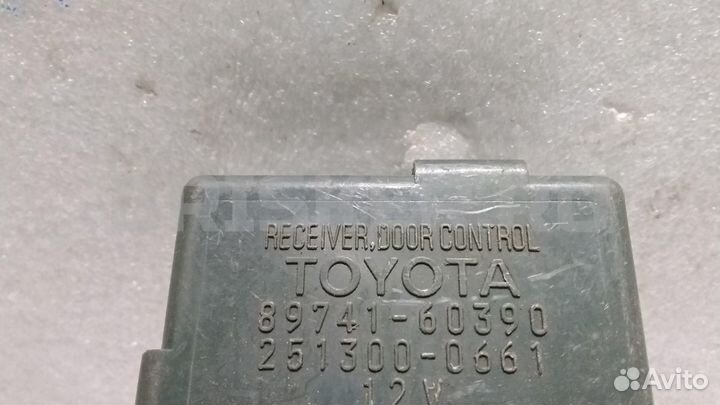 RECEIVER, DOOR CONTROL
TOYOTA
89741-60390
251300-0661
12V
Avito